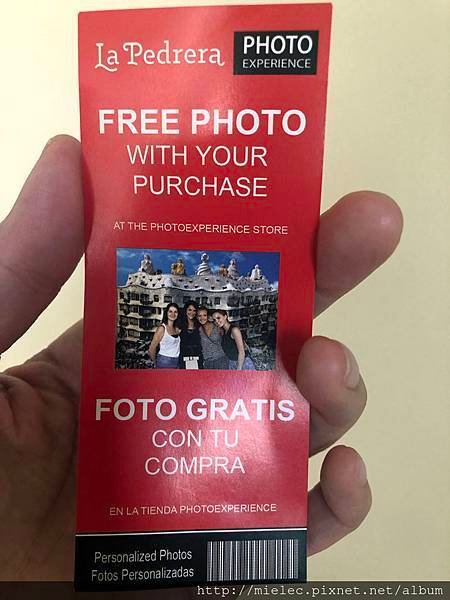 La Pedrera
PHOTO
EXPERIENCE
FREE PHOTO
WITH YOUR
PURCHASE
AT THE PHOTOEXPERIENCE STORE
FOTO GRATIS
CON TU
COMPRA
EN LA TIENDA PHOTOEXPERIENCE
Personalized Photos
Fotos Personalizadas
http://mielec.pixnet.net/album